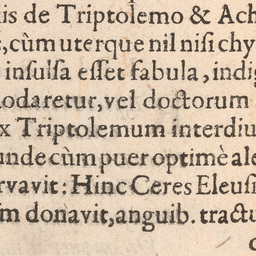 iis de Triptolemo & Ach
, cùm uterque nil nisi chy
insulsa esset fabula, indig
odaretur, vel doctorum
x Triptolemum interdiu
unde cùm puer optimè ale
rvavit: Hinc Ceres Eleusi
m donavit, anguib. tractu